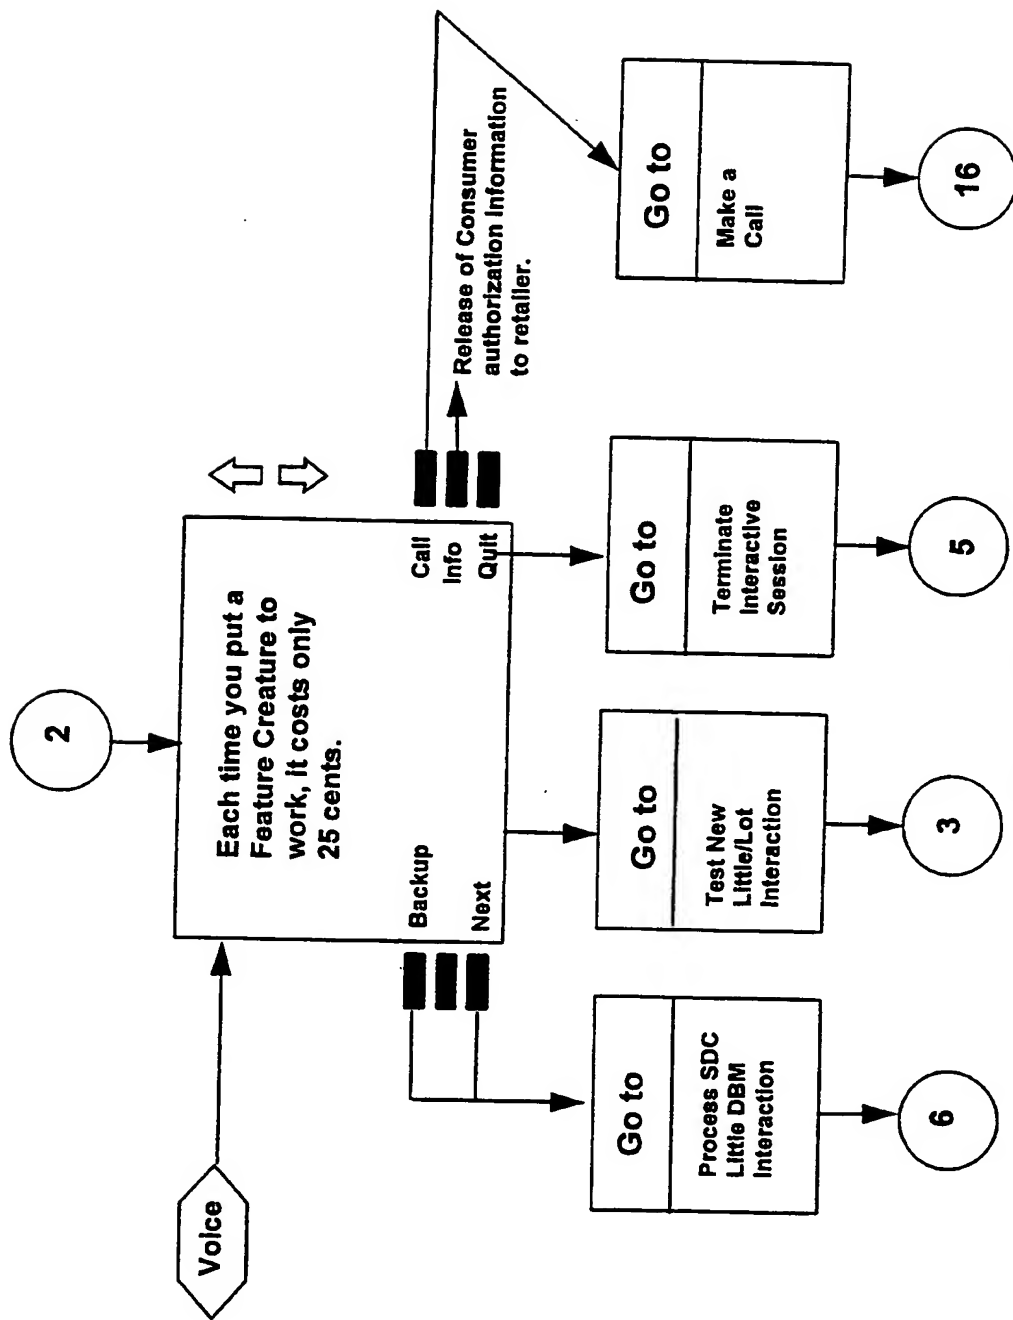 2
Voice
Each time you put a
Feature Creature to
work, it costs only
25 cents.
Backup
Next
Call
Info
Quit
Release of Consumer
authorization Information
to retailer.
Go to
Process SDC
Little DBM
Interaction
6
Go to
Test New
Little/Lot
Interaction
3
Go to
Terminate
Interactive
Session
5
Go to
Make a
Call
16